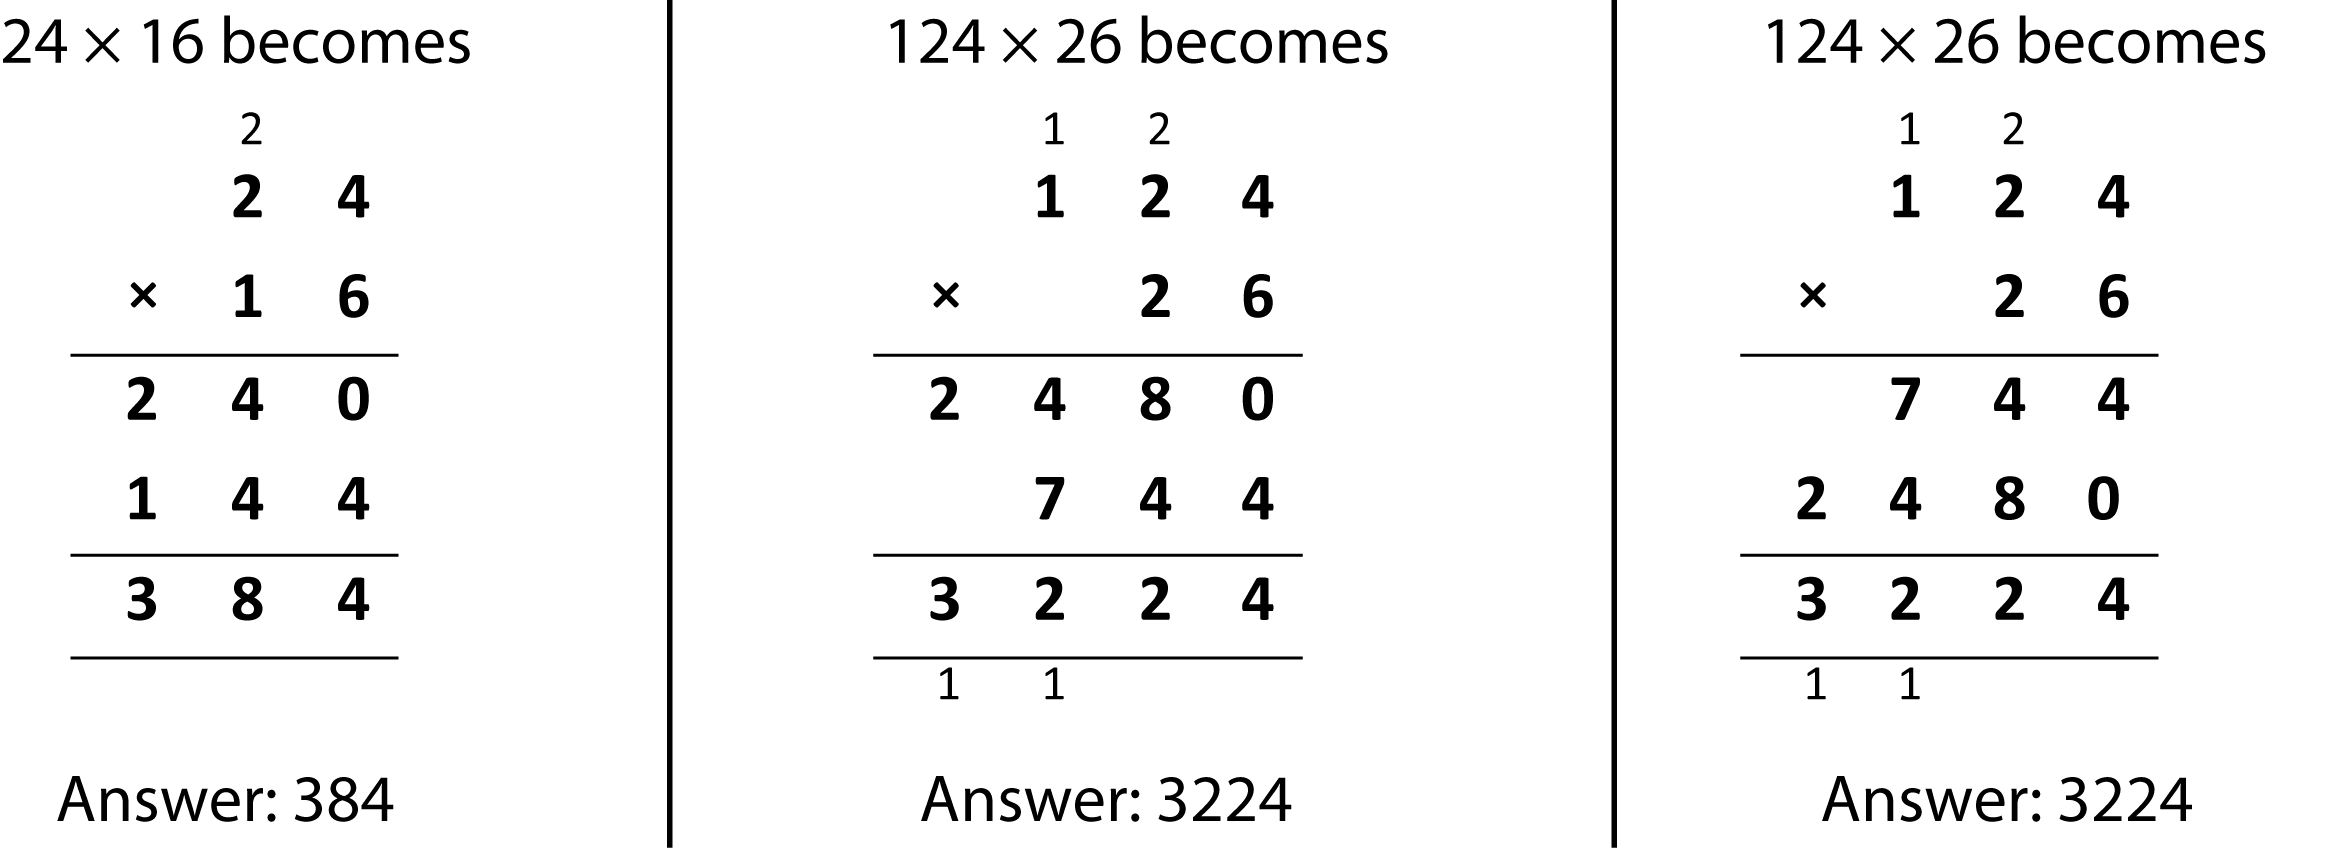 24 × 16 becomes
2
2 4
× 1 6
2 4 0
1 4 4
3 8 4
Answer: 384
124 × 26 becomes
1 2
1 2 4
× 2 6
2 4 8 0
7 4 4
3 2 2 4
1 1
Answer: 3224
124 × 26 becomes
1 2
1 2 4
× 2 6
7 4 4
2 4 8 0
3 2 2 4
1 1
Answer: 3224